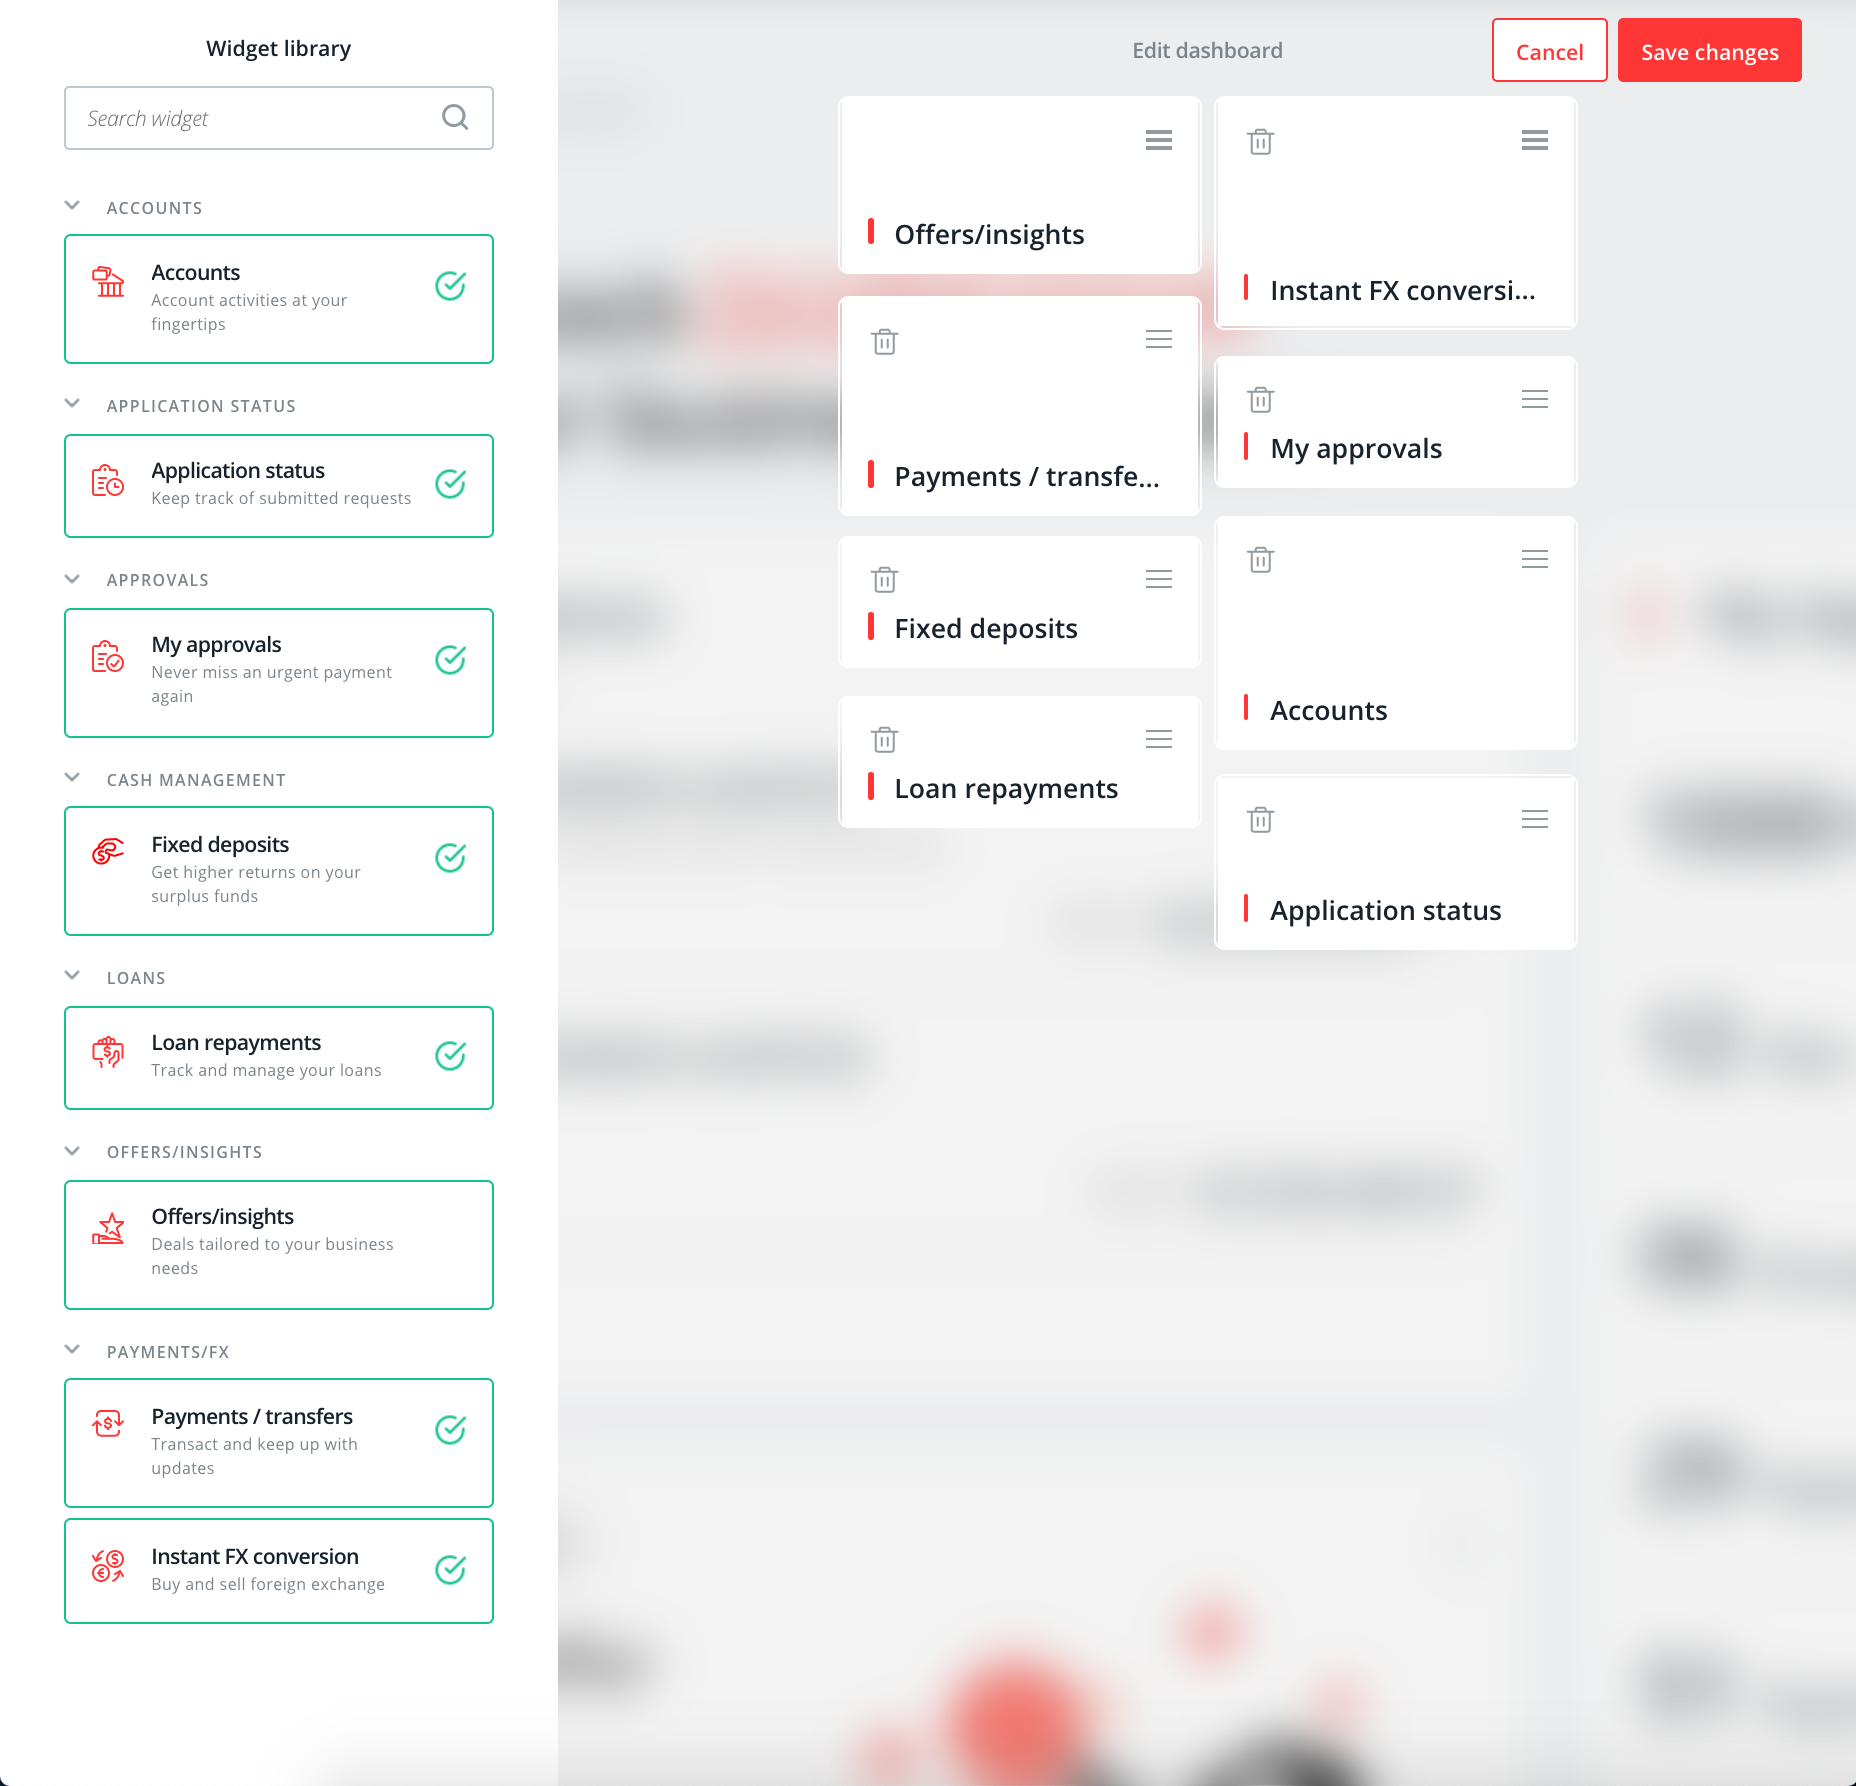 Widget library
Search widget
ACCOUNTS
Accounts
Account activities at your
fingertips
APPLICATION STATUS
Application status
Keep track of submitted requests
APPROVALS
My approvals
Never miss an urgent payment
again
CASH MANAGEMENT
Fixed deposits
Get higher returns on your
surplus funds
LOANS
Loan repayments
Track and manage your loans
OFFERS/INSIGHTS
Offers/insights
Deals tailored to your business
needs
PAYMENTS/FX
Payments / transfers
Transact and keep up with
updates
Instant FX conversion
Buy and sell foreign exchange
Edit dashboard
Cancel
Save changes
Offers/insights
Payments / transfe...
Fixed deposits
Loan repayments
Instant FX conversi...
My approvals
Accounts
Application status